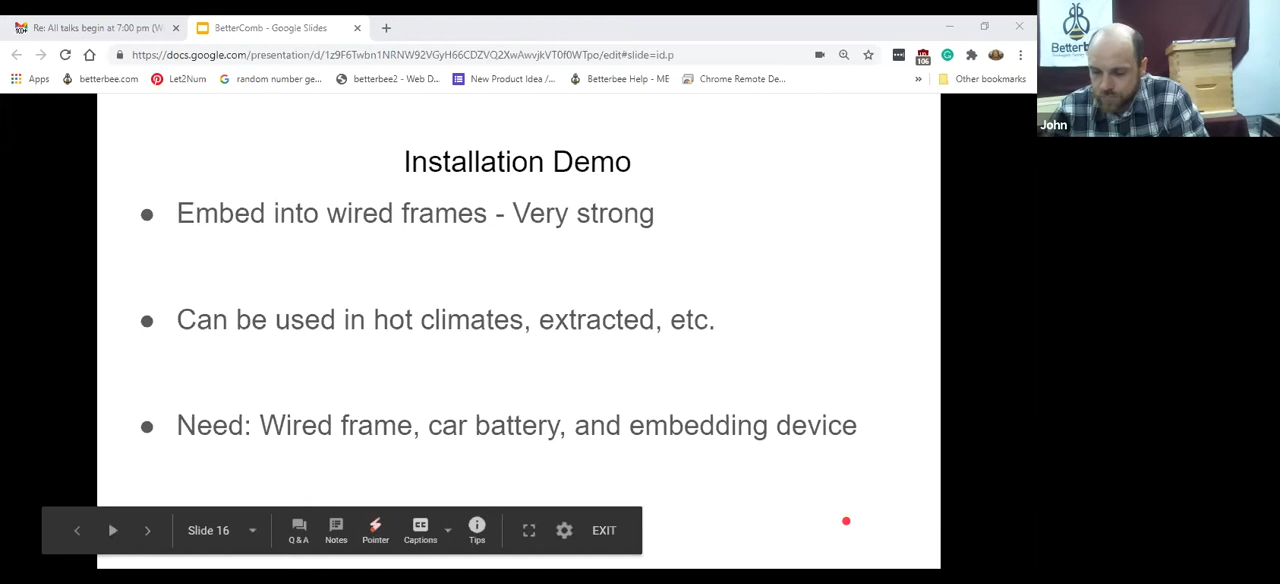 Re: All talks begin at 7:00 pm (W
BetterComb - Google Slides
https://docs.google.com/presentation/d/1z9F6Twbn1NRNW92VGyH66CDZVQ2XwAwvjkVT0f0WTpo/edit#slide=id.p
106
Apps
betterbee.com
Let2Num
random number ge...
betterbee2 - Web D...
New Product Idea /...
Betterbee Help - ME
Chrome Remote De...
»
Other bookmarks
John
Installation Demo
● Embed into wired frames - Very strong
● Can be used in hot climates, extracted, etc.
● Need: Wired frame, car battery, and embedding device
Slide 16
Q & A
Notes
Pointer
CC
Captions
Tips
EXIT